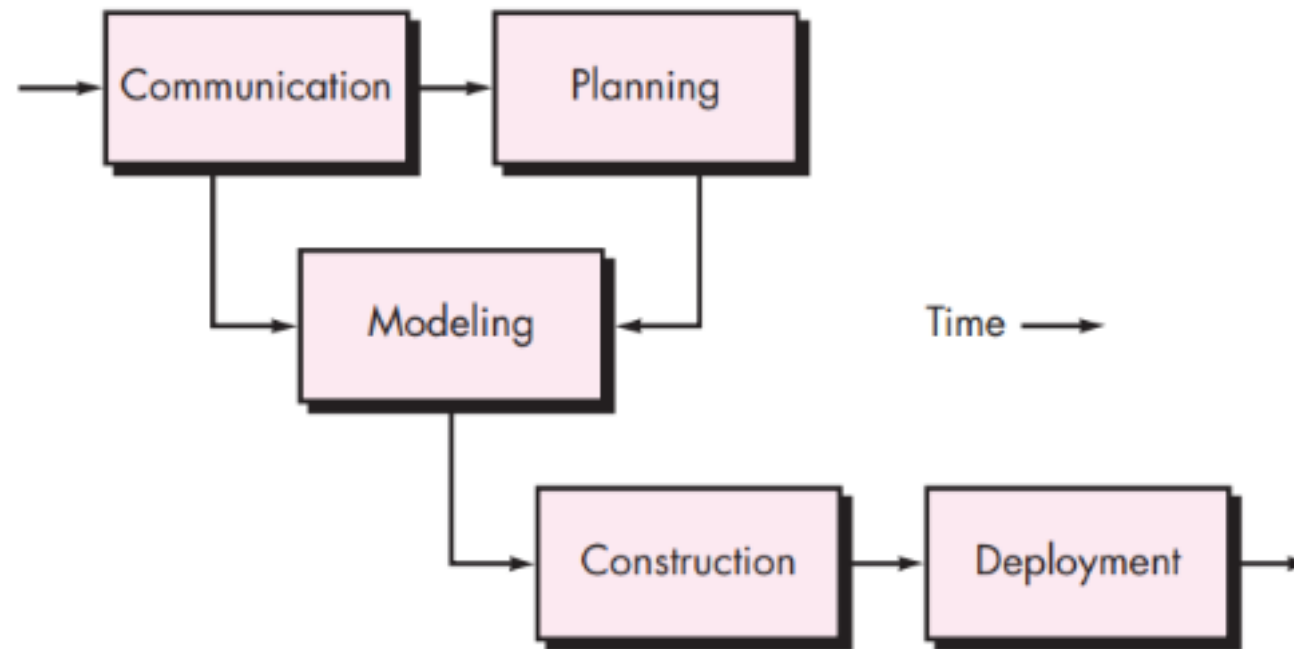 Communication
Planning
Modeling
Time
Construction
Deployment